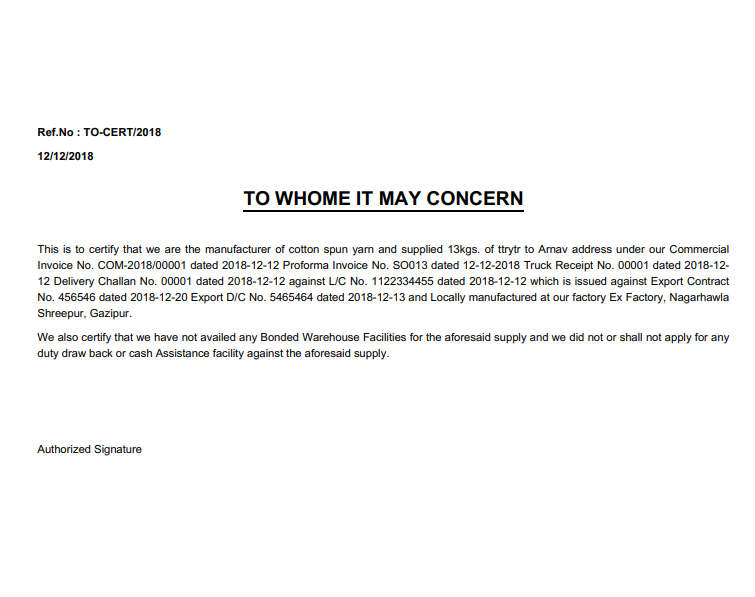 Ref.No : TO-CERT/2018
12/12/2018
TO WHOME IT MAY CONCERN
This is to certify that we are the manufacturer of cotton spun yarn and supplied 13kgs. of ttrytr to Arnav address under our Commercial
Invoice No. COM-2018/00001 dated 2018-12-12 Proforma Invoice No. SO013 dated 12-12-2018 Truck Receipt No. 00001 dated 2018-12-
12 Delivery Challan No. 00001 dated 2018-12-12 against L/C No. 1122334455 dated 2018-12-12 which is issued against Export Contract
No. 456546 dated 2018-12-20 Export D/C No. 5465464 dated 2018-12-13 and Locally manufactured at our factory Ex Factory, Nagarhawla
Shreepur, Gazipur.
We also certify that we have not availed any Bonded Warehouse Facilities for the aforesaid supply and we did not or shall not apply for any
duty draw back or cash Assistance facility against the aforesaid supply.
Authorized Signature